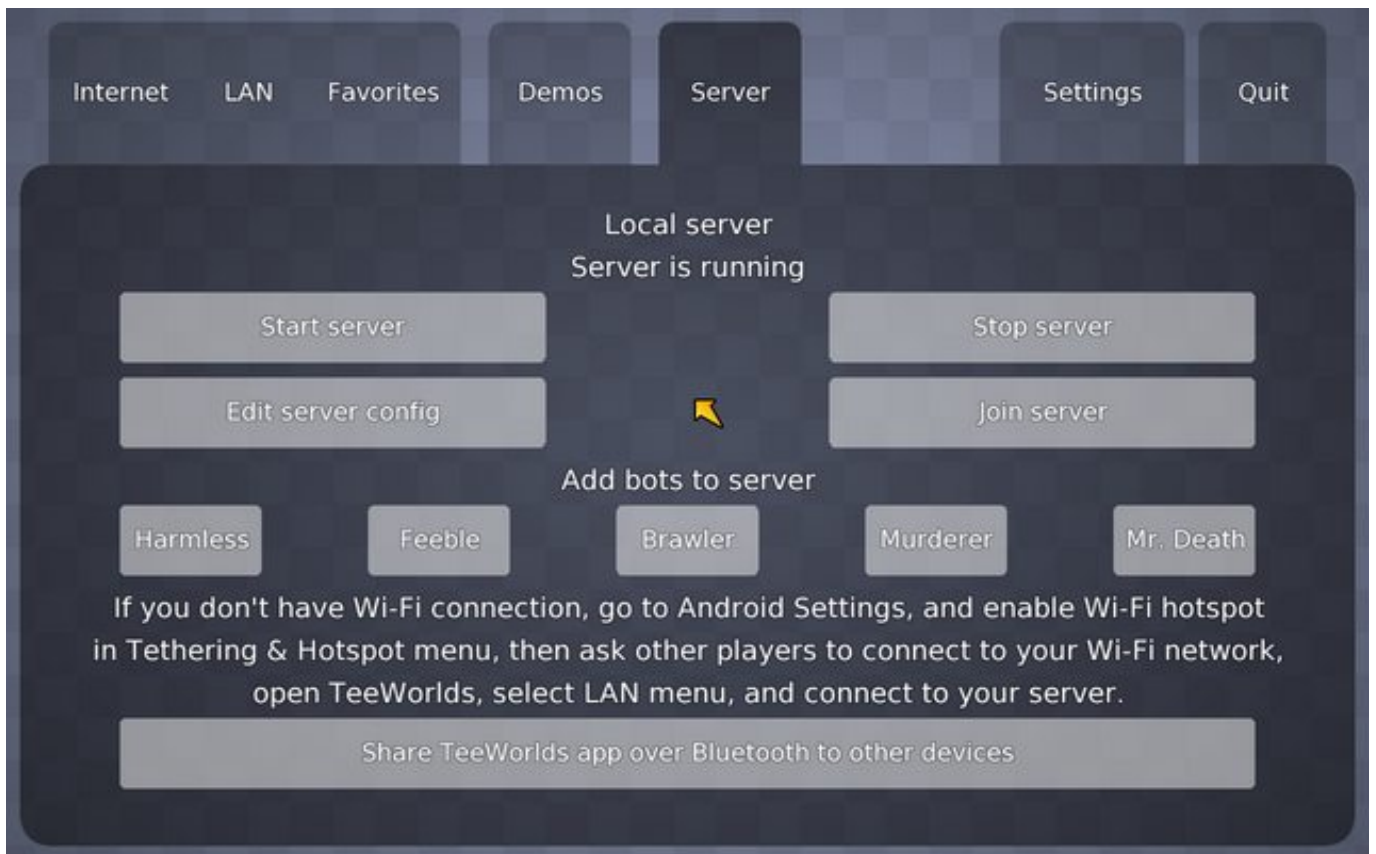 Internet LAN Favorites Demos Server Settings Quit
Local server
Server is running
Start server Stop server
Edit server config Join server
Add bots to server
Harmless Feeble Brawler Murderer Mr. Death
If you don't have Wi-Fi connection, go to Android Settings, and enable Wi-Fi hotspot
in Tethering & Hotspot menu, then ask other players to connect to your Wi-Fi network,
open TeeWorlds, select LAN menu, and connect to your server.
Share TeeWorlds app over Bluetooth to other devices